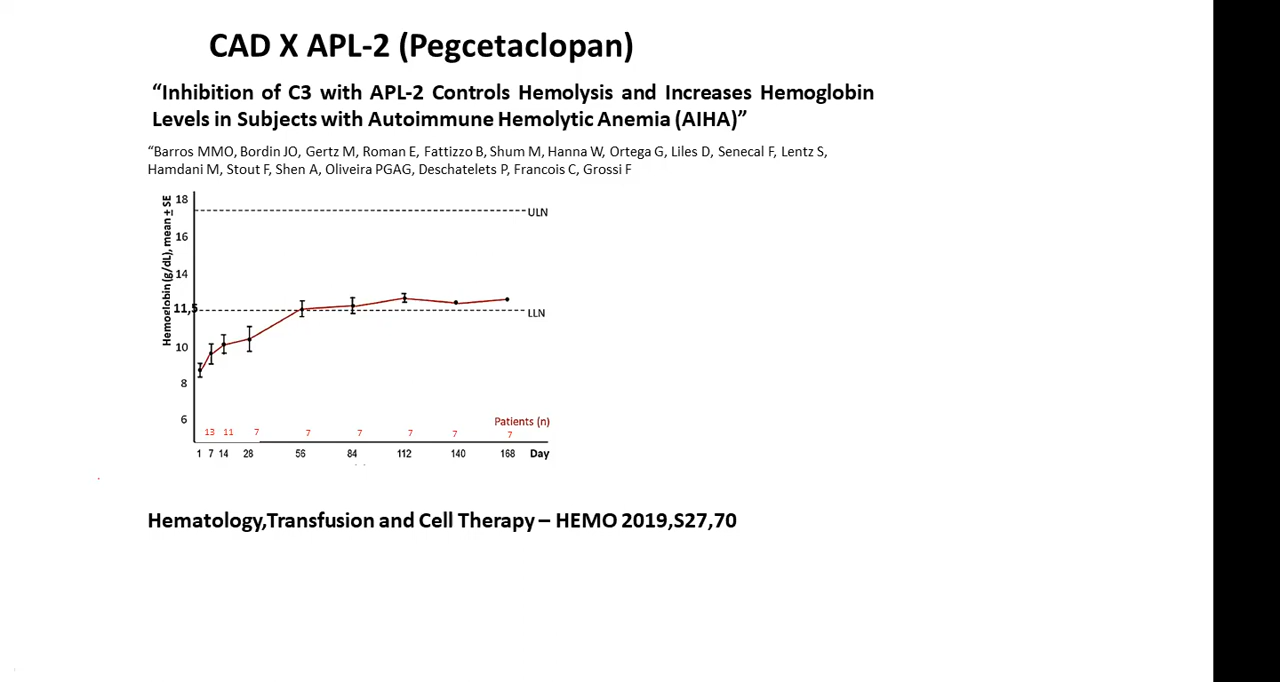 CAD X APL-2 (Pegcetaclopan)
“Inhibition of C3 with APL-2 Controls Hemolysis and Increases Hemoglobin
Levels in Subjects with Autoimmune Hemolytic Anemia (AIHA)”
“Barros MMO, Bordin JO, Gertz M, Roman E, Fattizzo B, Shum M, Hanna W, Ortega G, Liles D, Senecal F, Lentz S,
Hamdani M, Stout F, Shen A, Oliveira PGAG, Deschatelets P, Francois C, Grossi F
Hemoglobin (g/dL), mean ± SE
18
ULN
16
14
11,5
LLN
10
8
6
Patients (n)
13 11 7 7 7 7 7 7
1 7 14 28 56 84 112 140 168 Day
Hematology,Transfusion and Cell Therapy – HEMO 2019,S27,70